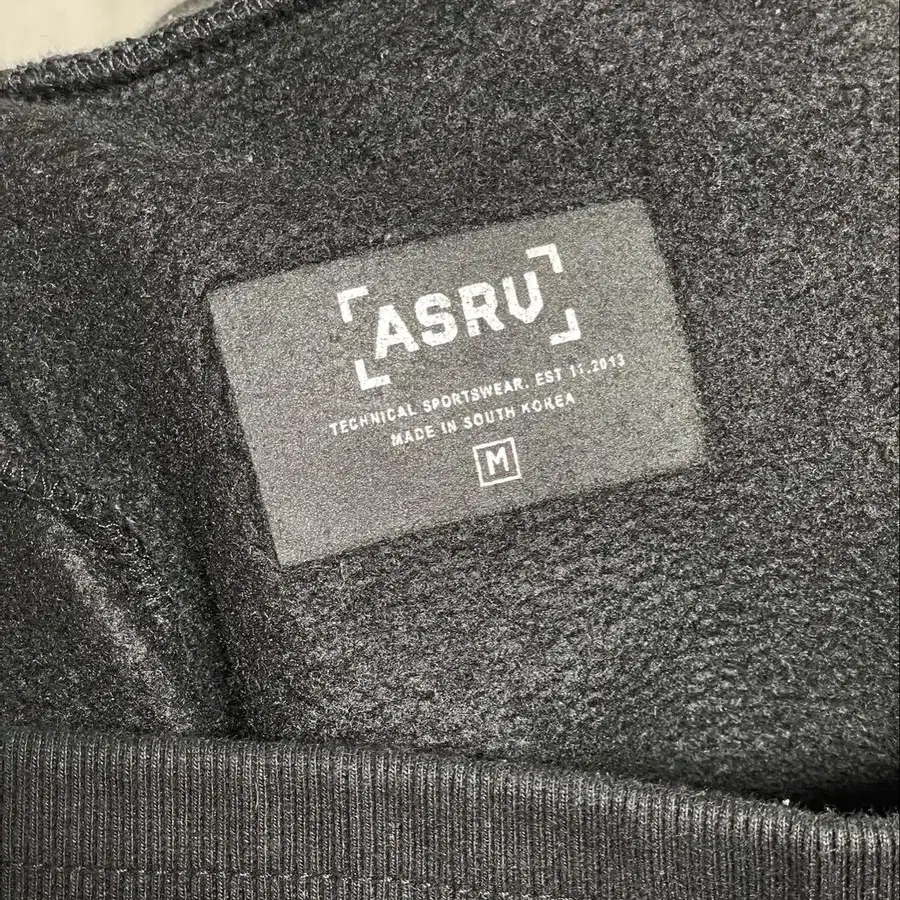 ASRV
TECHNICAL SPORTSWEAR. EST 11.2013
MADE IN SOUTH KOREA
M